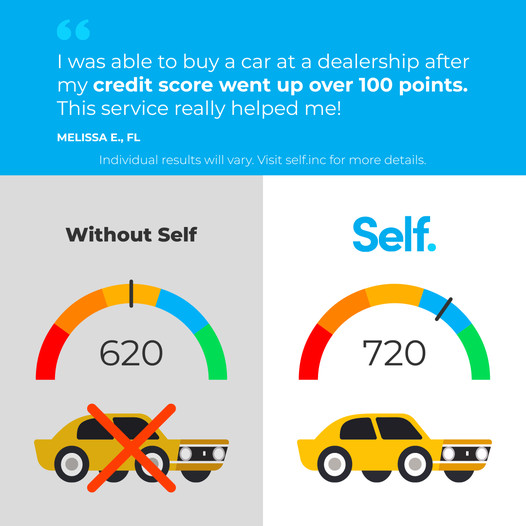 “
I was able to buy a car at a dealership after
my credit score went up over 100 points.
This service really helped me!
MELISSA E., FL
Individual results will vary. Visit self.inc for more details.
Without Self
Self.
620
720